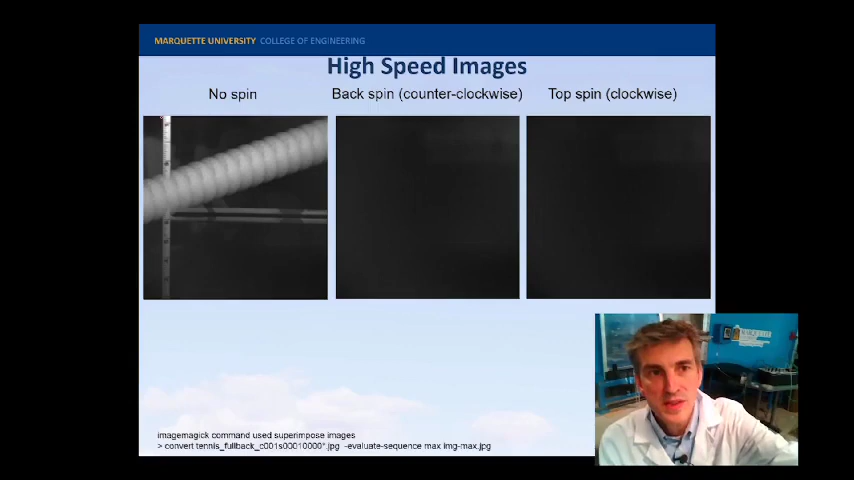 MARQUETTE UNIVERSITY COLLEGE OF ENGINEERING
High Speed Images
No spin
Back spin (counter-clockwise)
Top spin (clockwise)
MARQUETTE
imagemagick command used superimpose images
> convert tennis_fullback_c001s00010000*.jpg -evaluate-sequence max img-max.jpg